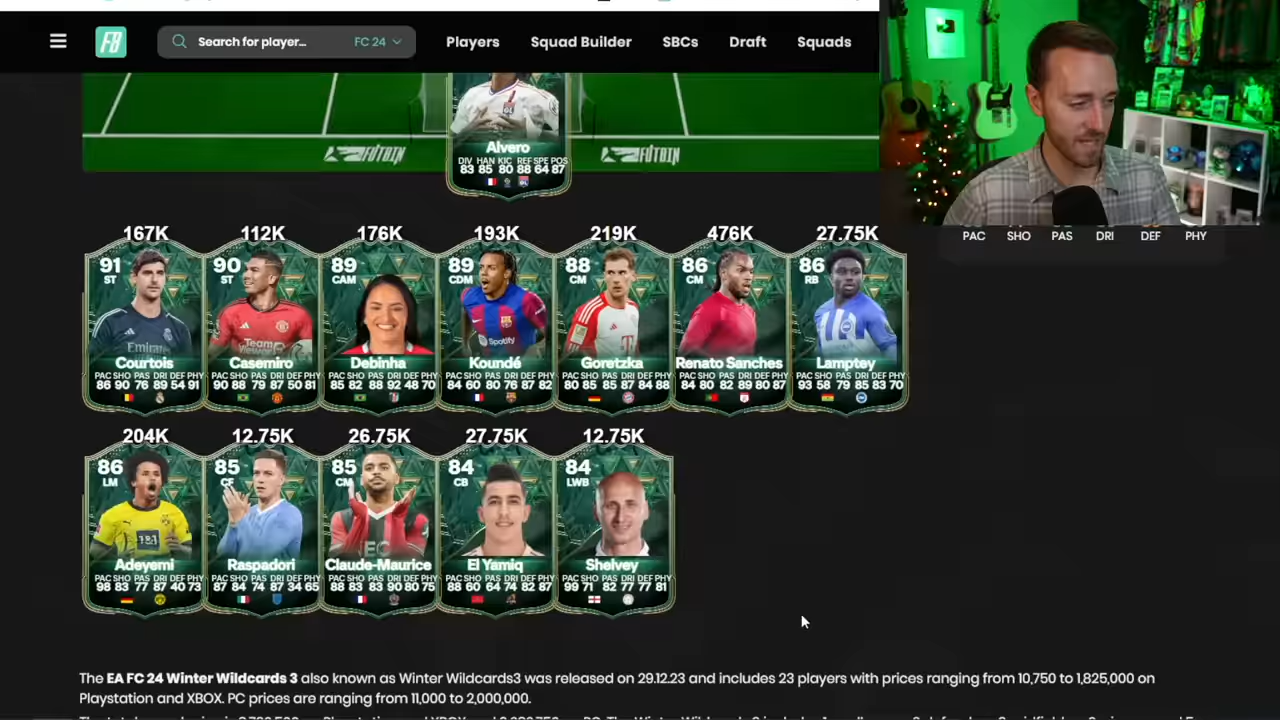 FB Search for player... FC 24 Players Squad Builder SBCs Draft Squads
Alvero
DIV HAN KIC REF SPE POS
83 85 80 88 64 87
FUTBIN FUTBIN
PAC SHO PAS DRI DEF PHY
167K 112K 176K 193K 219K 476K 27.75K
91 90 89 89 88 86 86
ST ST CAM CDM CM CM RB
Emirates TeamViewer Spotify T
Courtois Casemiro Debinha Koundé Goretzka Renato Sanches Lamptey
PAC SHO PAS DRI DEF PHY PAC SHO PAS DRI DEF PHY PAC SHO PAS DRI DEF PHY PAC SHO PAS DRI DEF PHY PAC SHO PAS DRI DEF PHY PAC SHO PAS DRI DEF PHY PAC SHO PAS DRI DEF PHY
86 90 76 89 54 91 90 88 79 87 50 81 85 82 88 92 48 70 84 60 80 76 87 82 80 85 85 87 84 88 84 80 82 89 80 87 93 58 79 85 83 70
204K 12.75K 26.75K 27.75K 12.75K
86 85 85 84 84
LM CF CM CB LWB
Adeyemi Raspadori Claude-Maurice El Yamiq Shelvey
PAC SHO PAS DRI DEF PHY PAC SHO PAS DRI DEF PHY PAC SHO PAS DRI DEF PHY PAC SHO PAS DRI DEF PHY PAC SHO PAS DRI DEF PHY
98 83 77 87 40 73 87 84 74 87 34 65 88 83 83 90 80 75 88 60 64 74 82 87 99 71 82 77 77 81
The EA FC 24 Winter Wildcards 3 also known as Winter Wildcards3 was released on 29.12.23 and includes 23 players with prices ranging from 10,750 to 1,825,000 on
Playstation and XBOX. PC prices are ranging from 11,000 to 2,000,000.